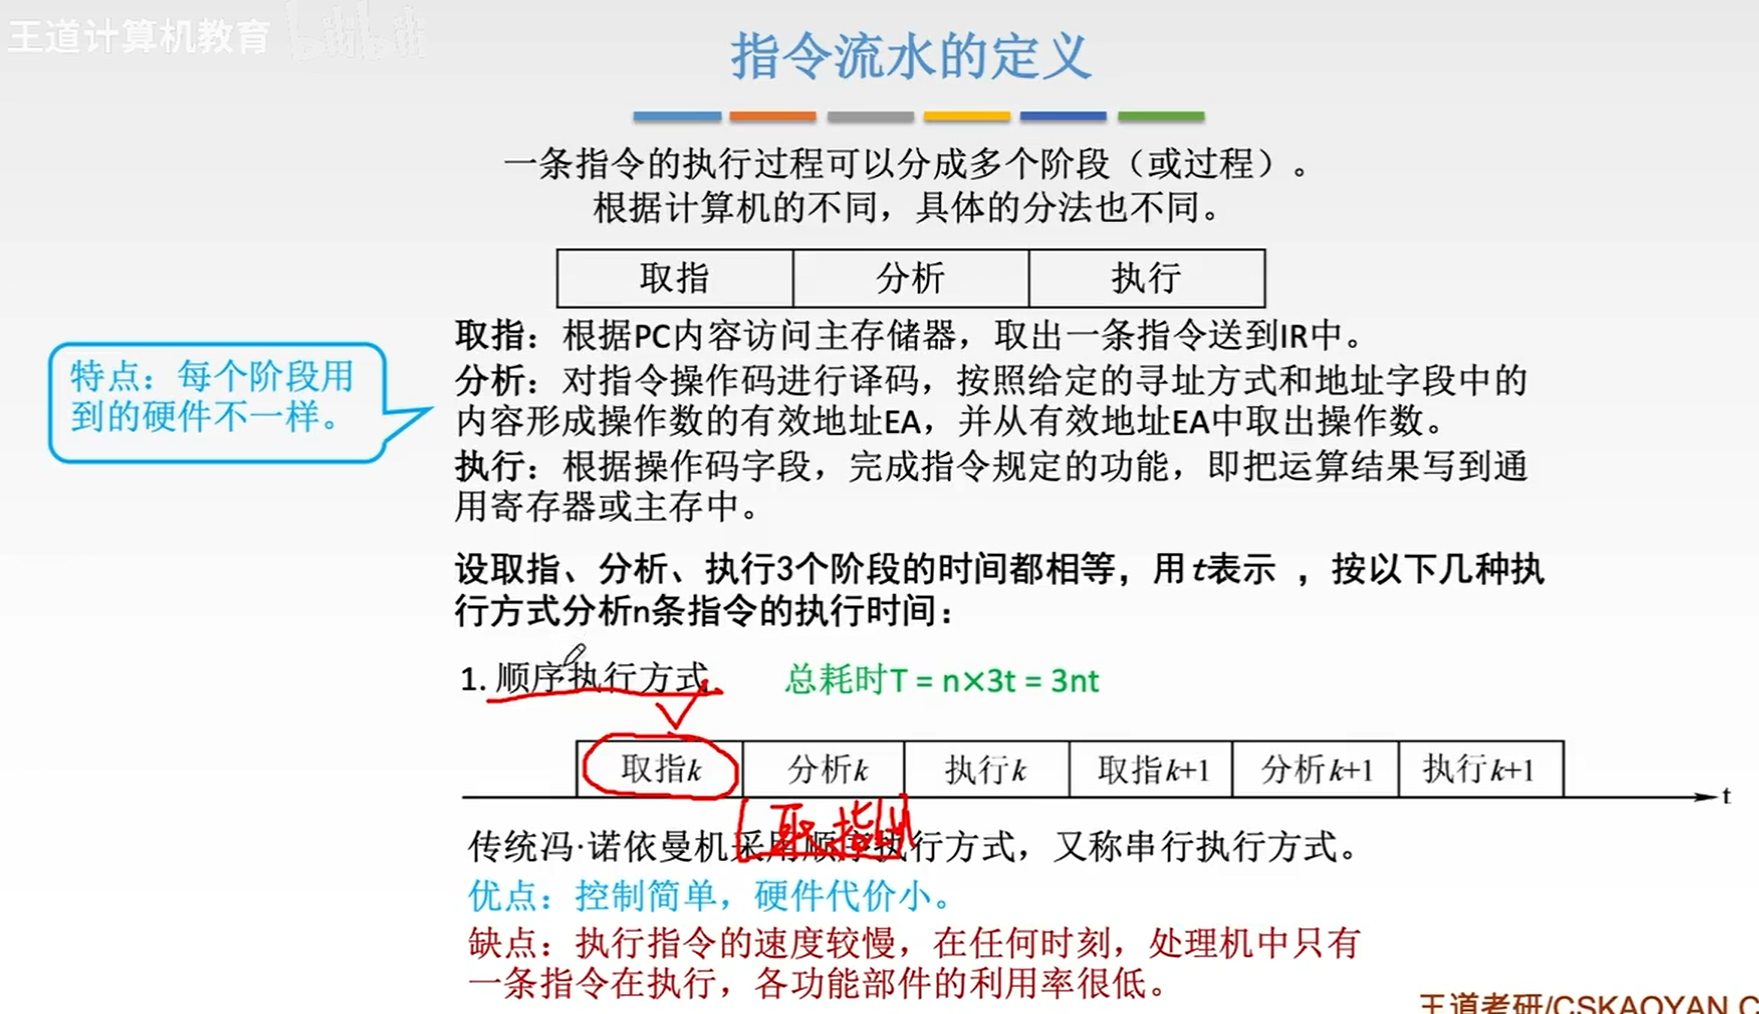 王道计算机教育 bilibili
指令流水的定义
一条指令的执行过程可以分成多个阶段（或过程）。
根据计算机的不同，具体的分法也不同。
取指 分析 执行
取指：根据PC内容访问主存储器，取出一条指令送到IR中。
特点：每个阶段用
到的硬件不一样。
分析：对指令操作码进行译码，按照给定的寻址方式和地址字段中的
内容形成操作数的有效地址EA，并从有效地址EA中取出操作数。
执行：根据操作码字段，完成指令规定的功能，即把运算结果写到通
用寄存器或主存中。
设取指、分析、执行3个阶段的时间都相等，用t表示 ，按以下几种执
行方式分析n条指令的执行时间：
1. 顺序执行方式 总耗时T = n×3t = 3nt
取指k 分析k 执行k 取指k+1 分析k+1 执行k+1
t
取指
传统冯·诺依曼机采用顺序执行方式，又称串行执行方式。
优点：控制简单，硬件代价小。
缺点：执行指令的速度较慢，在任何时刻，处理机中只有
一条指令在执行，各功能部件的利用率很低。
王道考研/CSKAOYAN.C